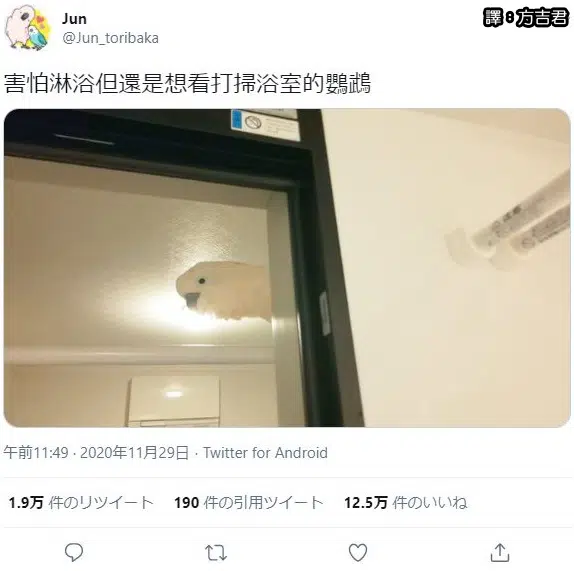 Jun
譯:方吉君
@Jun_toribaka
害怕淋浴但還是想看打掃浴室的鸚鵡
午前11:49 · 2020年11月29日 · Twitter for Android
1.9万 件のリツイート 190 件の引用ツイート 12.5万 件のいいね